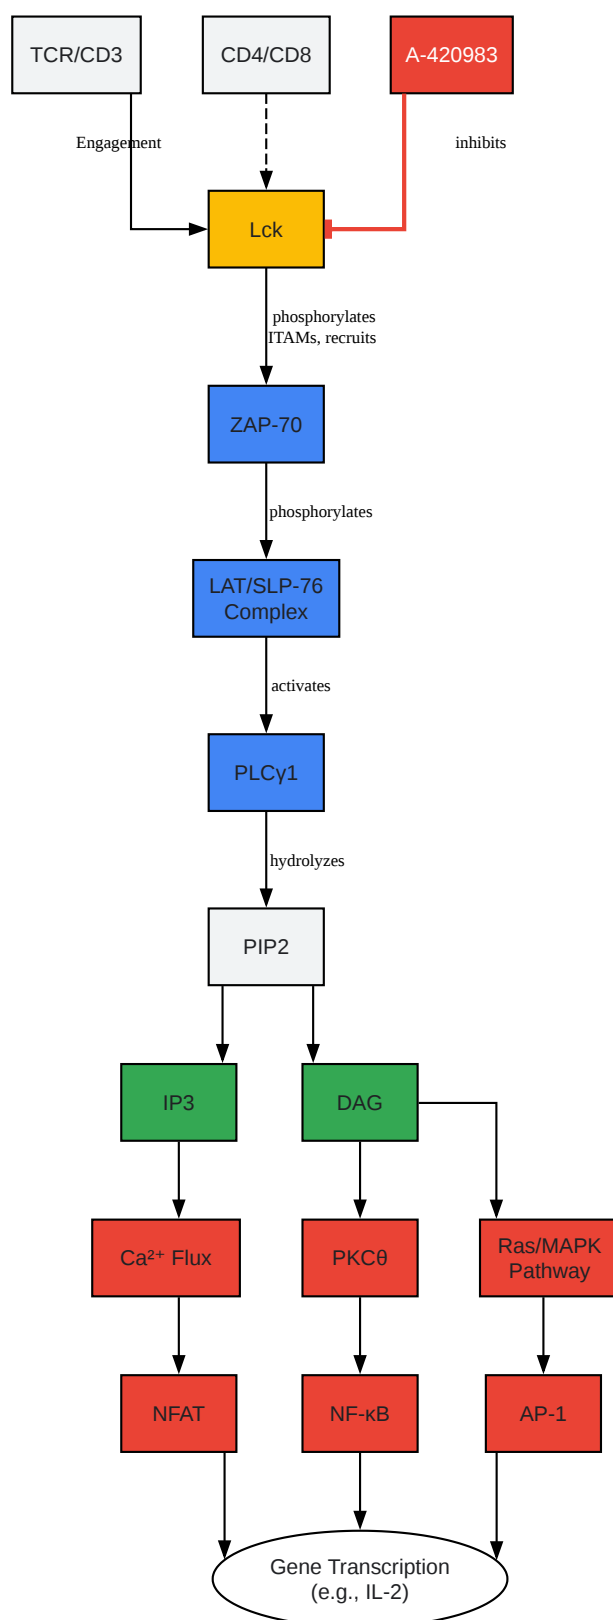 TCR/CD3
CD4/CD8
A-420983
Engagement
inhibits
Lck
phosphorylates
ITAMs, recruits
ZAP-70
phosphorylates
LAT/SLP-76
Complex
activates
PLCγ1
hydrolyzes
PIP2
IP3
DAG
Ca²⁺ Flux
PKCθ
Ras/MAPK
Pathway
NFAT
NF-κB
AP-1
Gene Transcription
(e.g., IL-2)